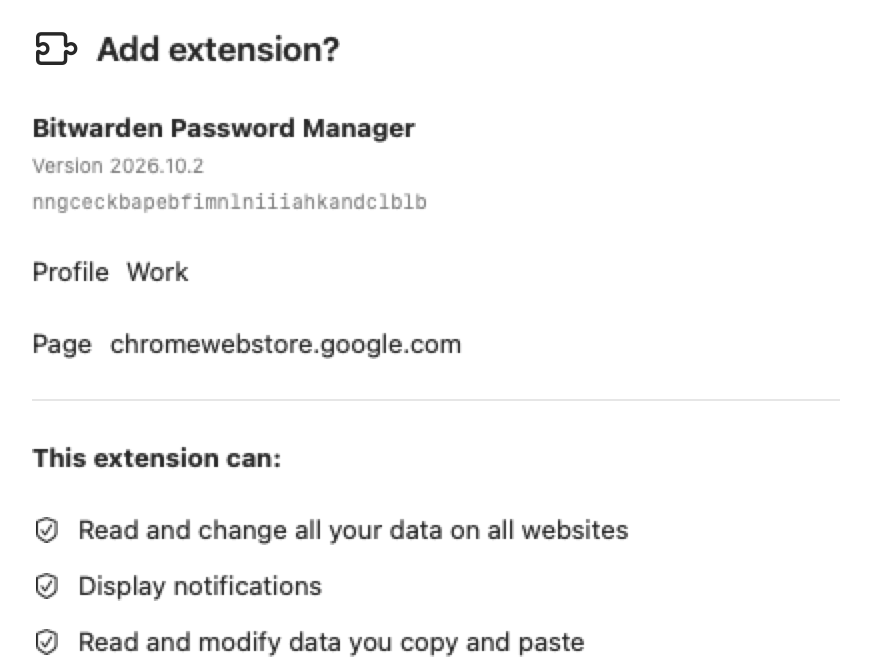 Add extension?
Bitwarden Password Manager
Version 2026.10.2
nngceckbapebfimnlniiiahkandclblb
Profile Work
Page chromewebstore.google.com
This extension can:
Read and change all your data on all websites
Display notifications
Read and modify data you copy and paste